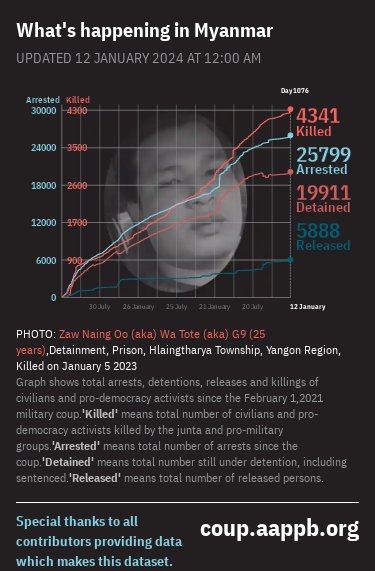 What's happening in Myanmar
UPDATED 12 JANUARY 2024 AT 12:00 AM
Day1076
Arrested Killed
30000 4300
24000 3500
18000 2600
12000 1700
6000 900
0
4341
Killed
25799
Arrested
19911
Detained
5888
Released
30 July 26 January 25 July 21 January 20 July 12 January
PHOTO: Zaw Naing Oo (aka) Wa Tote (aka) G9 (25
years),Detainment, Prison, Hlaingtharya Township, Yangon Region,
Killed on January 5 2023
Graph shows total arrests, detentions, releases and killings of
civilians and pro-democracy activists since the February 1,2021
military coup.'Killed' means total number of civilians and pro-
democracy activists killed by the junta and pro-military
groups.'Arrested' means total number of arrests since the
coup.'Detained' means total number still under detention, including
sentenced.'Released' means total number of released persons.
Special thanks to all
contributors providing data
which makes this dataset.
coup.aappb.org